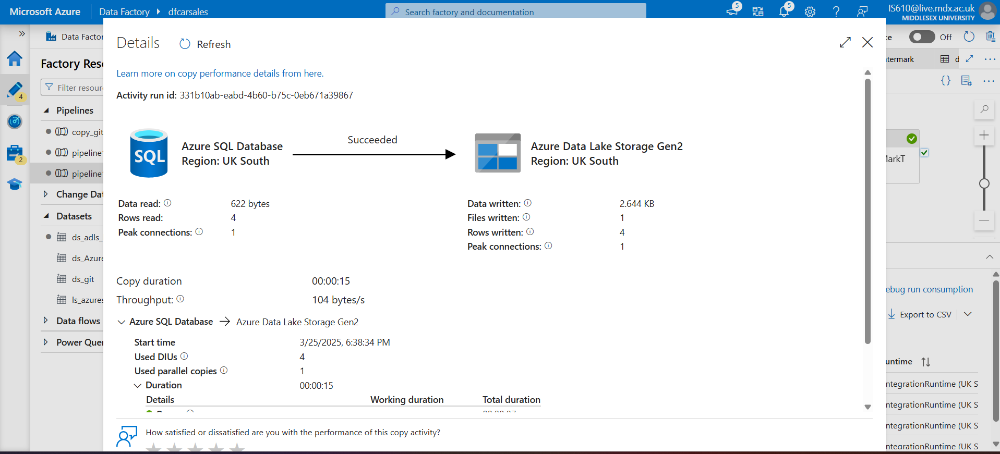 Microsoft Azure
Data Factory
dfcarsales
Search factory and documentation
5
5
IS610@live.mdx.ac.uk
MIDDLESEX UNIVERSITY
Data Factor
Factory Res
Filter resour
4
2
Pipelines
copy_git
pipeline
pipeline
Change Dat
Datasets
ds_adls_
ds_Azure
ds_git
ls_azures
Data flows
Power Quer
Details
Refresh
Learn more on copy performance details from here.
Activity run id: 331b10ab-eabd-4b60-b75c-0eb671a39867
SQL
Azure SQL Database
Region: UK South
Succeeded
Azure Data Lake Storage Gen2
Region: UK South
Data read: 622 bytes
Rows read: 4
Peak connections: 1
Data written: 2.644 KB
Files written: 1
Rows written: 4
Peak connections: 1
Copy duration 00:00:15
Throughput: 104 bytes/s
Azure SQL Database → Azure Data Lake Storage Gen2
Start time 3/25/2025, 6:38:34 PM
Used DIUs 4
Used parallel copies 1
Duration 00:00:15
Details Working duration Total duration
How satisfied or dissatisfied are you with the performance of this copy activity?
ce
Off
termark
d
{}
MarkT
ebug run consumption
Export to CSV
untime
ntegrationRuntime (UK S
ntegrationRuntime (UK S
ntegrationRuntime (UK S
ntegrationRuntime (UK S